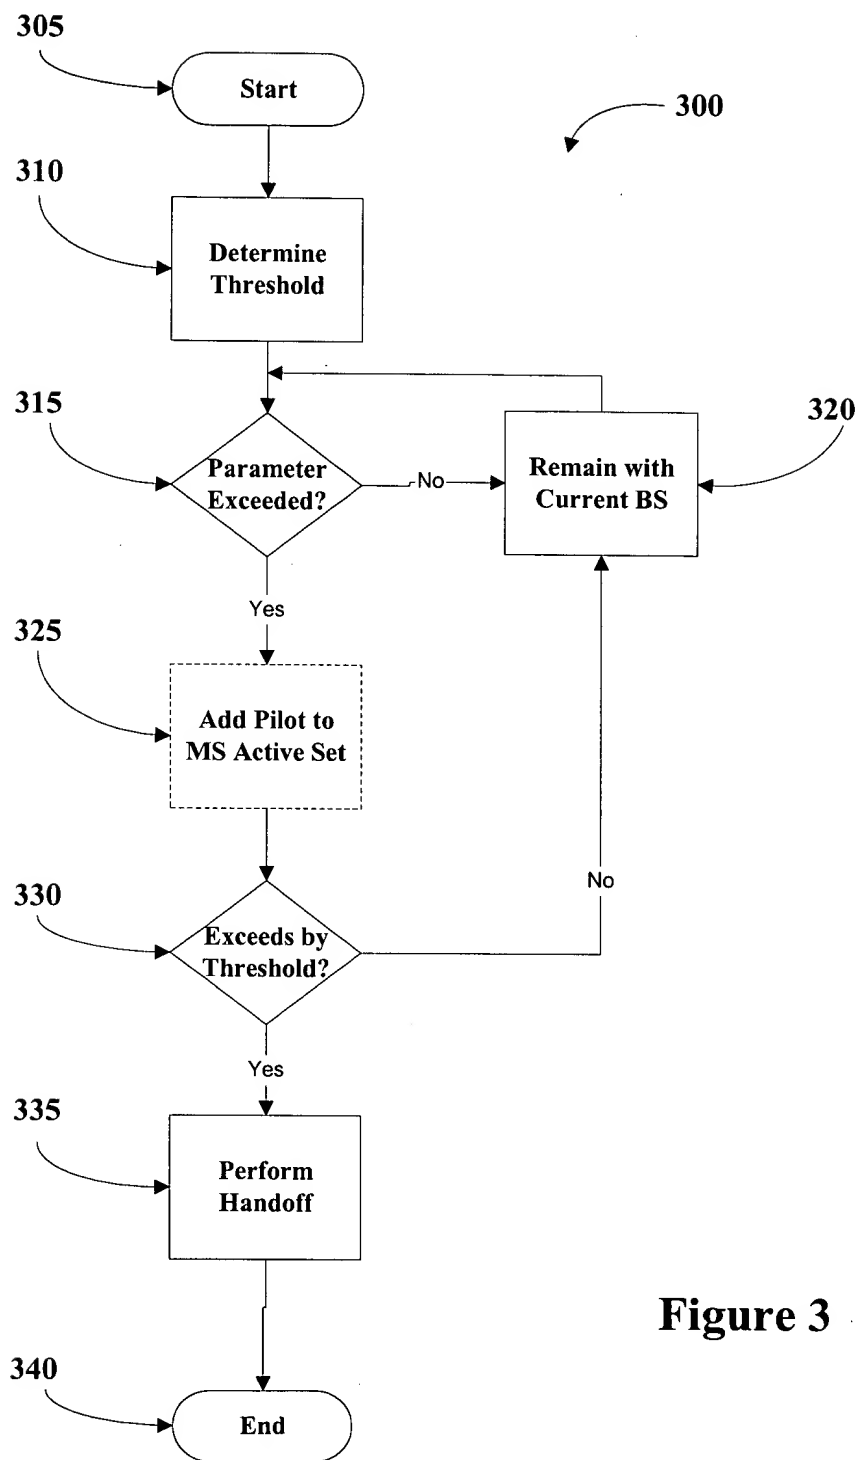 305
Start
300
310
Determine
Threshold
315
320
Parameter
Exceeded?
No
Remain with
Current BS
Yes
325
Add Pilot to
MS Active Set
No
330
Exceeds by
Threshold?
Yes
335
Perform
Handoff
Figure 3
340
End